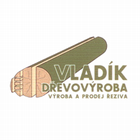 VLADÍK
DŘEVOVÝROBA
VÝROBA A PRODEJ ŘEZIVA